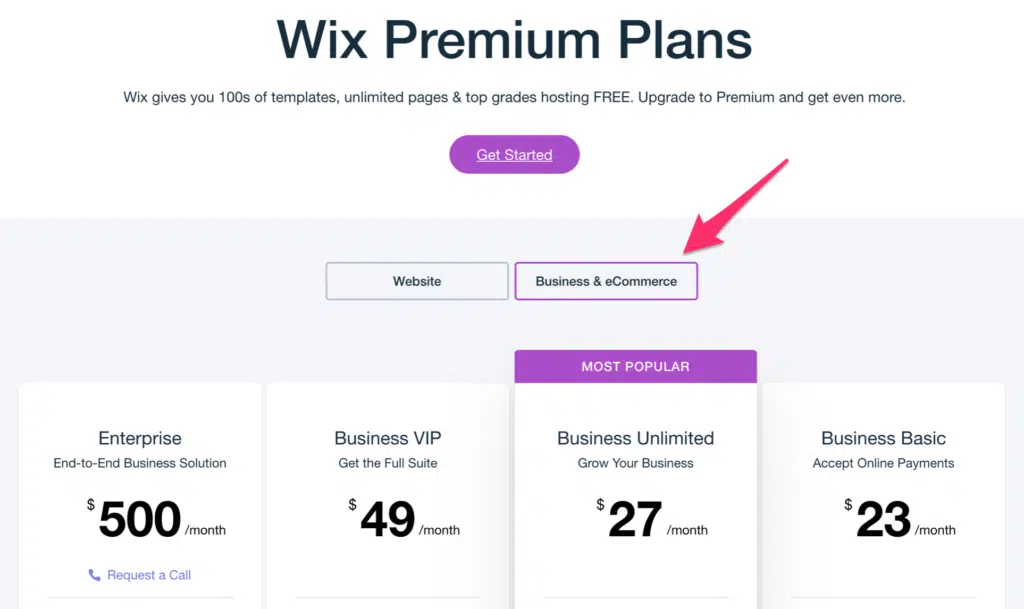 Wix Premium Plans
Wix gives you 100s of templates, unlimited pages & top grades hosting FREE. Upgrade to Premium and get even more.
Get Started
Website
Business & eCommerce
Enterprise
End-to-End Business Solution
$500/month
Request a Call
Business VIP
Get the Full Suite
$49/month
MOST POPULAR
Business Unlimited
Grow Your Business
$27/month
Business Basic
Accept Online Payments
$23/month